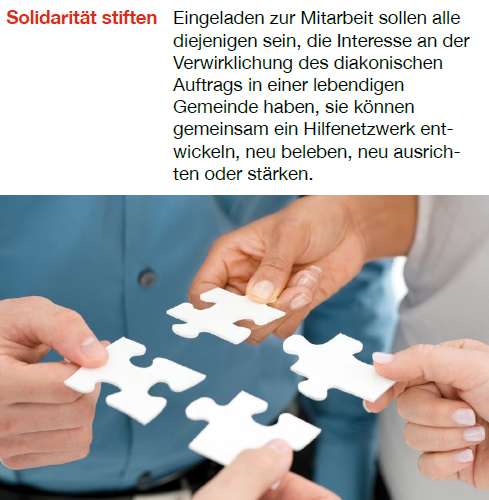 Solidarität stiften
Eingeladen zur Mitarbeit sollen alle
diejenigen sein, die Interesse an der
Verwirklichung des diakonischen
Auftrags in einer lebendigen
Gemeinde haben, sie können
gemeinsam ein Hilfenetzwerk ent-
wickeln, neu beleben, neu ausrich-
ten oder stärken.